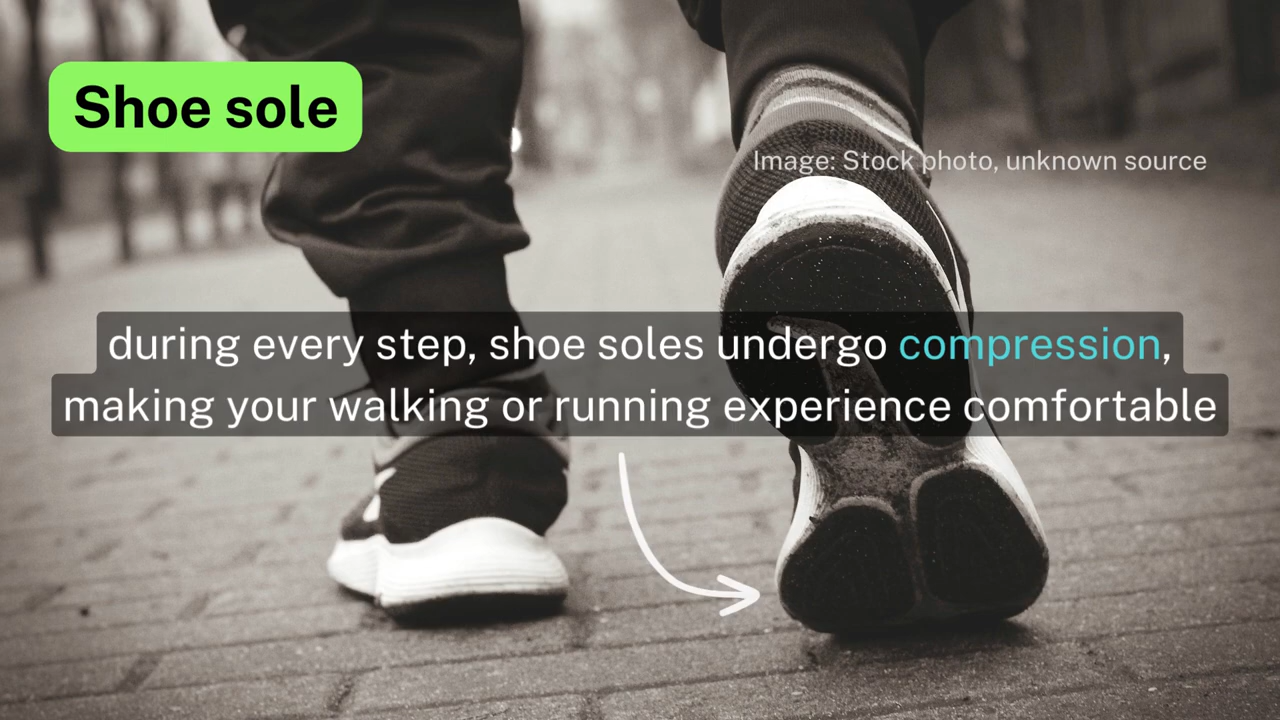 Shoe sole
Image: Stock photo, unknown source
during every step, shoe soles undergo compression,
making your walking or running experience comfortable